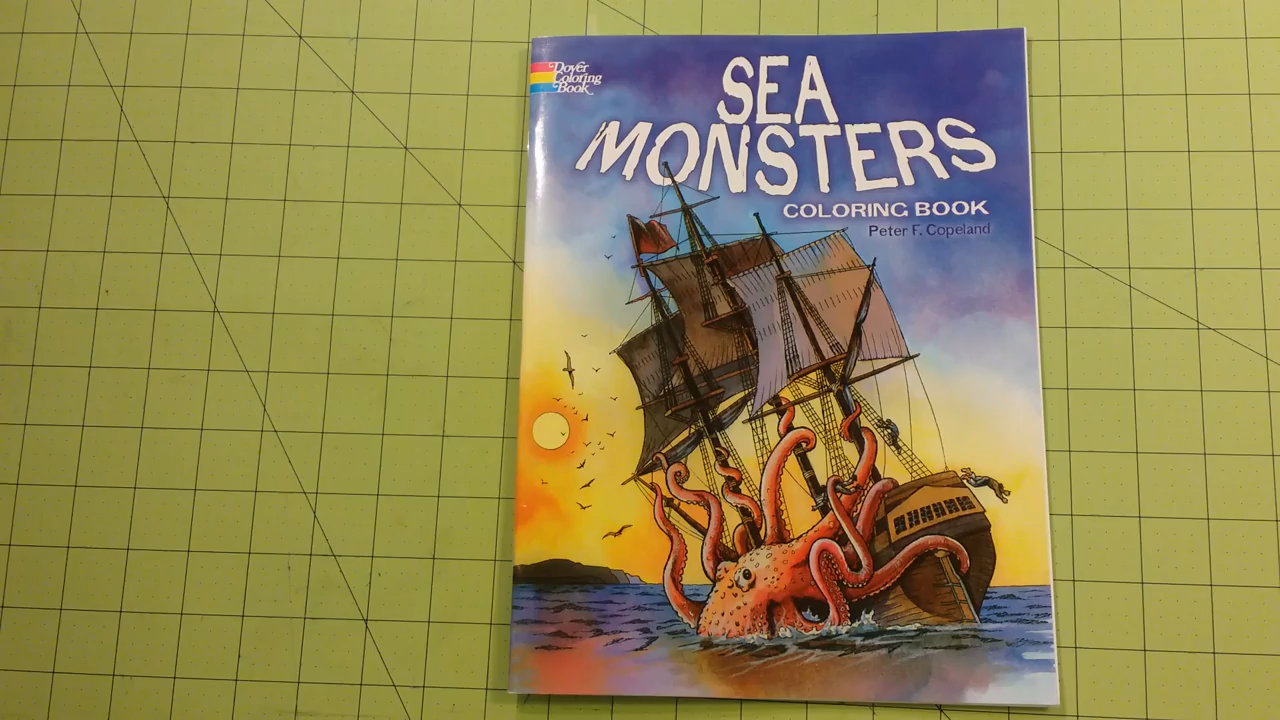 Dover
Coloring
Book
SEA
MONSTERS
COLORING BOOK
Peter F. Copeland